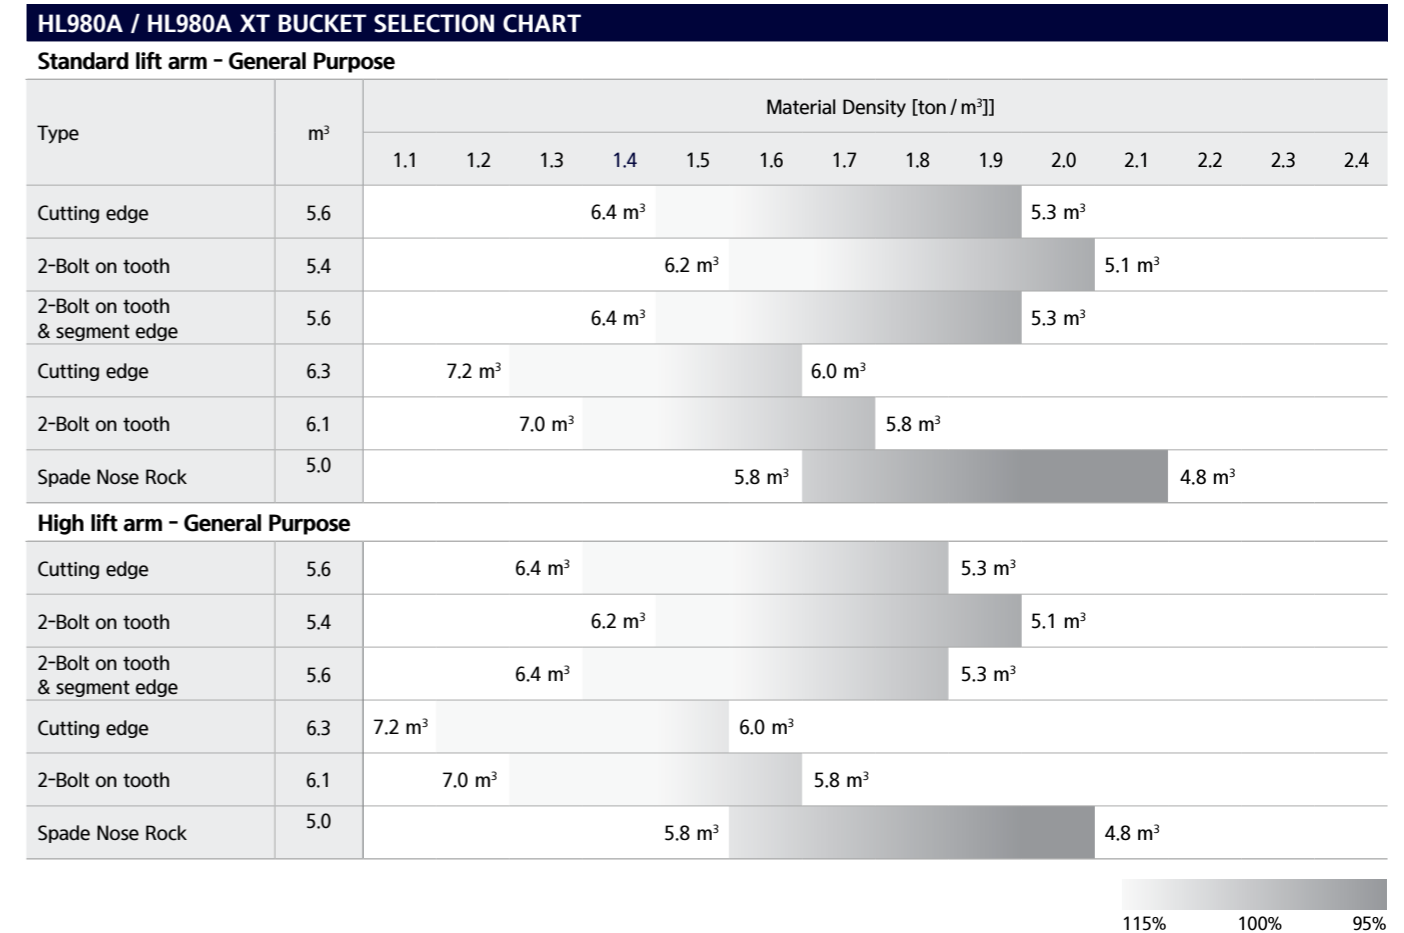 HL980A / HL980A XT BUCKET SELECTION CHART
Standard lift arm - General Purpose
Type m³ Material Density [ton / m³]]
1.1 1.2 1.3 1.4 1.5 1.6 1.7 1.8 1.9 2.0 2.1 2.2 2.3 2.4
Cutting edge 5.6 6.4 m³ 5.3 m³
2-Bolt on tooth 5.4 6.2 m³ 5.1 m³
2-Bolt on tooth
& segment edge 5.6 6.4 m³ 5.3 m³
Cutting edge 6.3 7.2 m³ 6.0 m³
2-Bolt on tooth 6.1 7.0 m³ 5.8 m³
Spade Nose Rock 5.0 5.8 m³ 4.8 m³
High lift arm - General Purpose
Cutting edge 5.6 6.4 m³ 5.3 m³
2-Bolt on tooth 5.4 6.2 m³ 5.1 m³
2-Bolt on tooth
& segment edge 5.6 6.4 m³ 5.3 m³
Cutting edge 6.3 7.2 m³ 6.0 m³
2-Bolt on tooth 6.1 7.0 m³ 5.8 m³
Spade Nose Rock 5.0 5.8 m³ 4.8 m³
115% 100% 95%